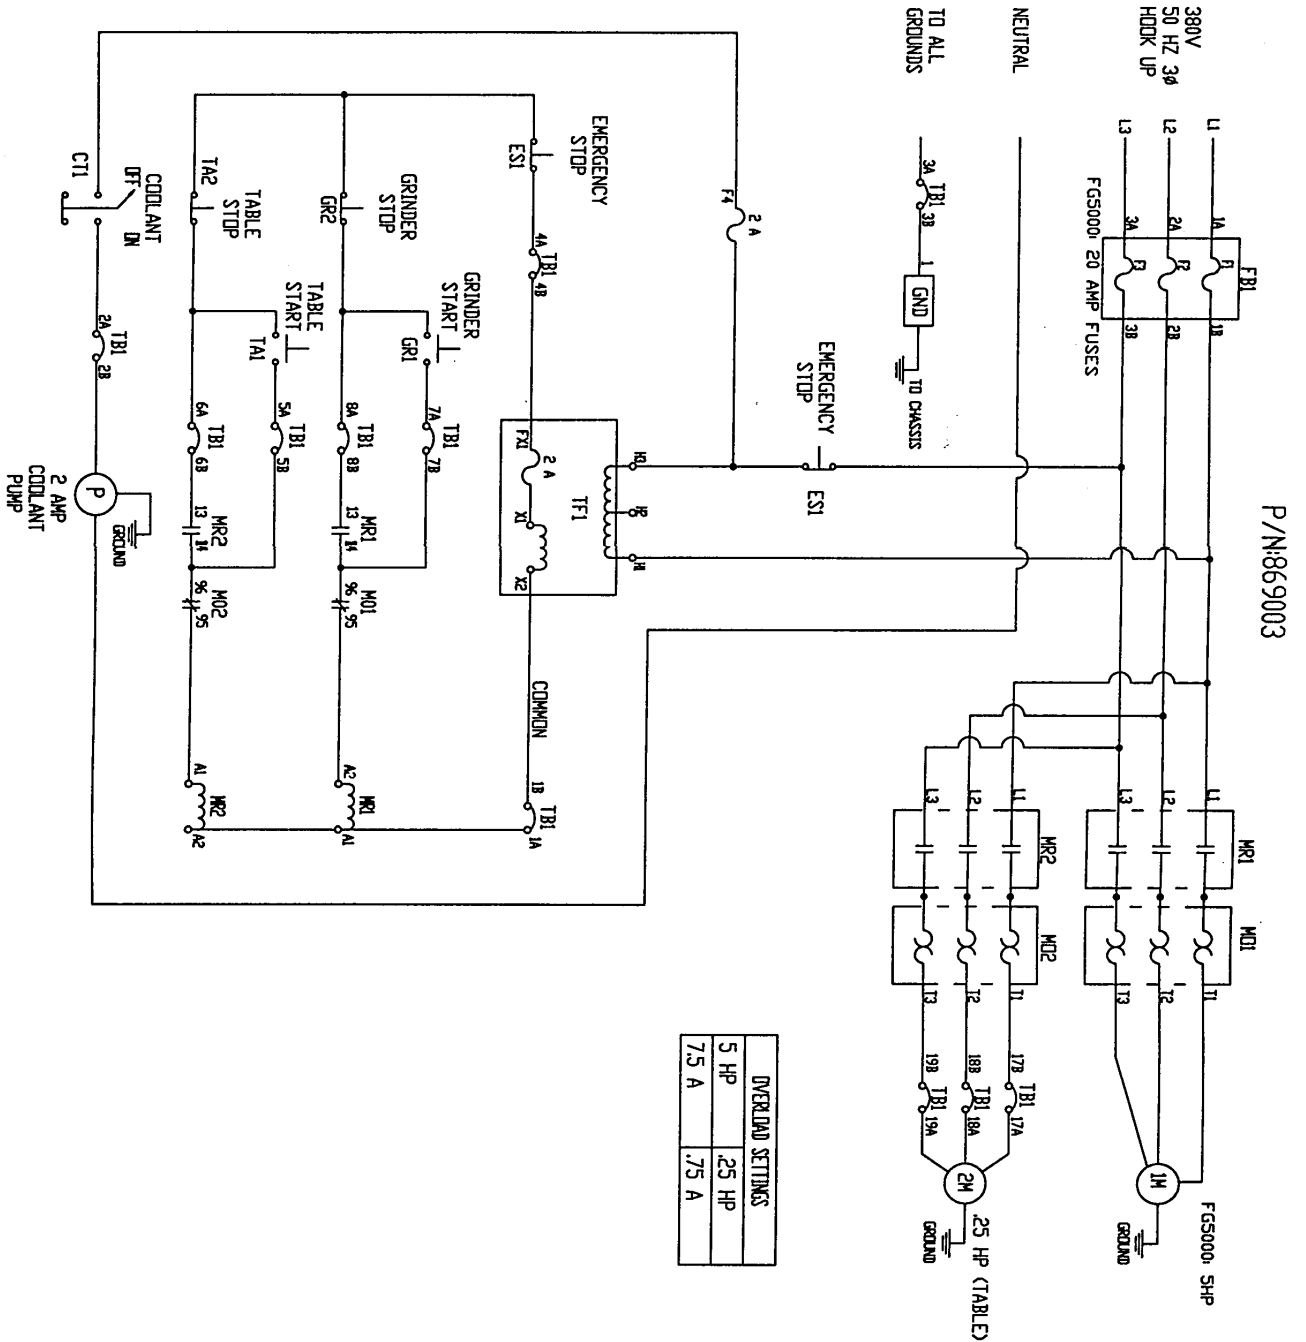 P/N:869003
380V
50 HZ 3Ø
HOOK UP
L1
L2
L3
1A
2A
3A
FB1
F1
F2
F3
1B
2B
3B
FG5000: 20 AMP FUSES
L1
L2
L3
MR1
MO1
T1
T2
T3
1M
FG5000: 5HP
GROUND
NEUTRAL
L1
L2
L3
MR2
MO2
T1
T2
T3
17B
TB1
17A
18B
TB1
18A
19B
TB1
19A
2M
.25 HP (TABLE)
GROUND
TO ALL
GROUNDS
3A
TB1
3B
1
GND
TO CHASSIS
EMERGENCY
STOP
ES1
F4
2 A
H3
H2
H1
TF1
FX1
2 A
X1
X2
EMERGENCY
STOP
ES1
4A
TB1
4B
COMMON
1B
TB1
1A
GRINDER
STOP
GR2
GRINDER
START
GR1
7A
TB1
7B
8A
TB1
8B
13
MR1
14
96
MO1
95
A2
MR1
A1
TABLE
STOP
TA2
TABLE
START
TA1
5A
TB1
5B
6A
TB1
6B
13
MR2
14
96
MO2
95
A1
MR2
A2
COOLANT
OFF
ON
CT1
2A
TB1
2B
P
GROUND
2 AMP
COOLANT
PUMP
OVERLOAD SETTINGS
5 HP .25 HP
7.5 A .75 A